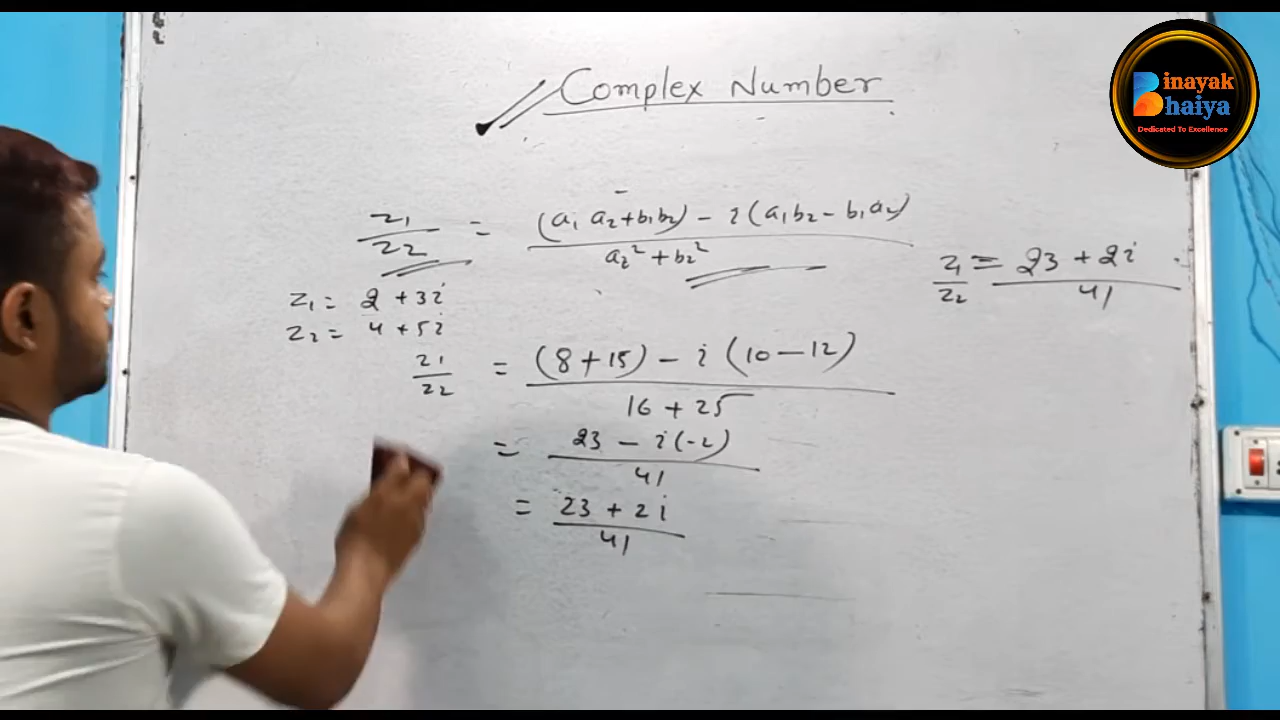 Complex Number
Binayak
Bhaiya
Dedicated To Excellence
z₁/z₂ = (a₁a₂+b₁b₂) - i(a₁b₂ - b₁a₂) / a₂² + b₂²
z₁/z₂ = 23 + 2i / 41
z₁ = 2 + 3i
z₂ = 4 + 5i
z₁/z₂ = (8+15) - i(10-12) / 16 + 25
= 23 - i(-2) / 41
= 23 + 2i / 41